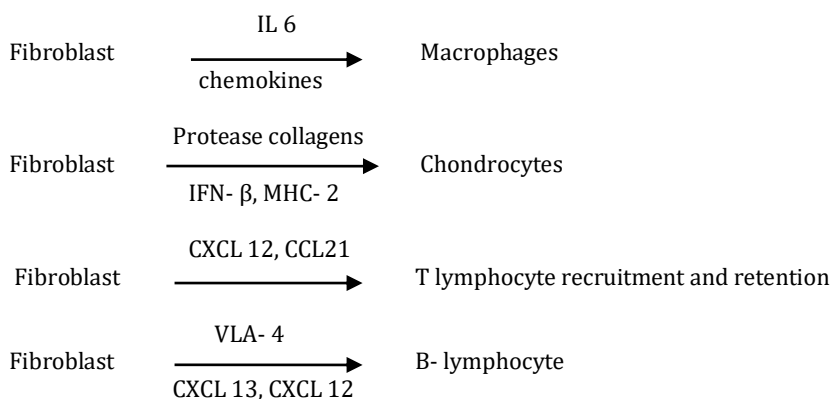 IL 6
Fibroblast Macrophages
chemokines
Protease collagens
Fibroblast Chondrocytes
IFN- β, MHC- 2
CXCL 12, CCL21
Fibroblast T lymphocyte recruitment and retention
VLA- 4
Fibroblast B- lymphocyte
CXCL 13, CXCL 12